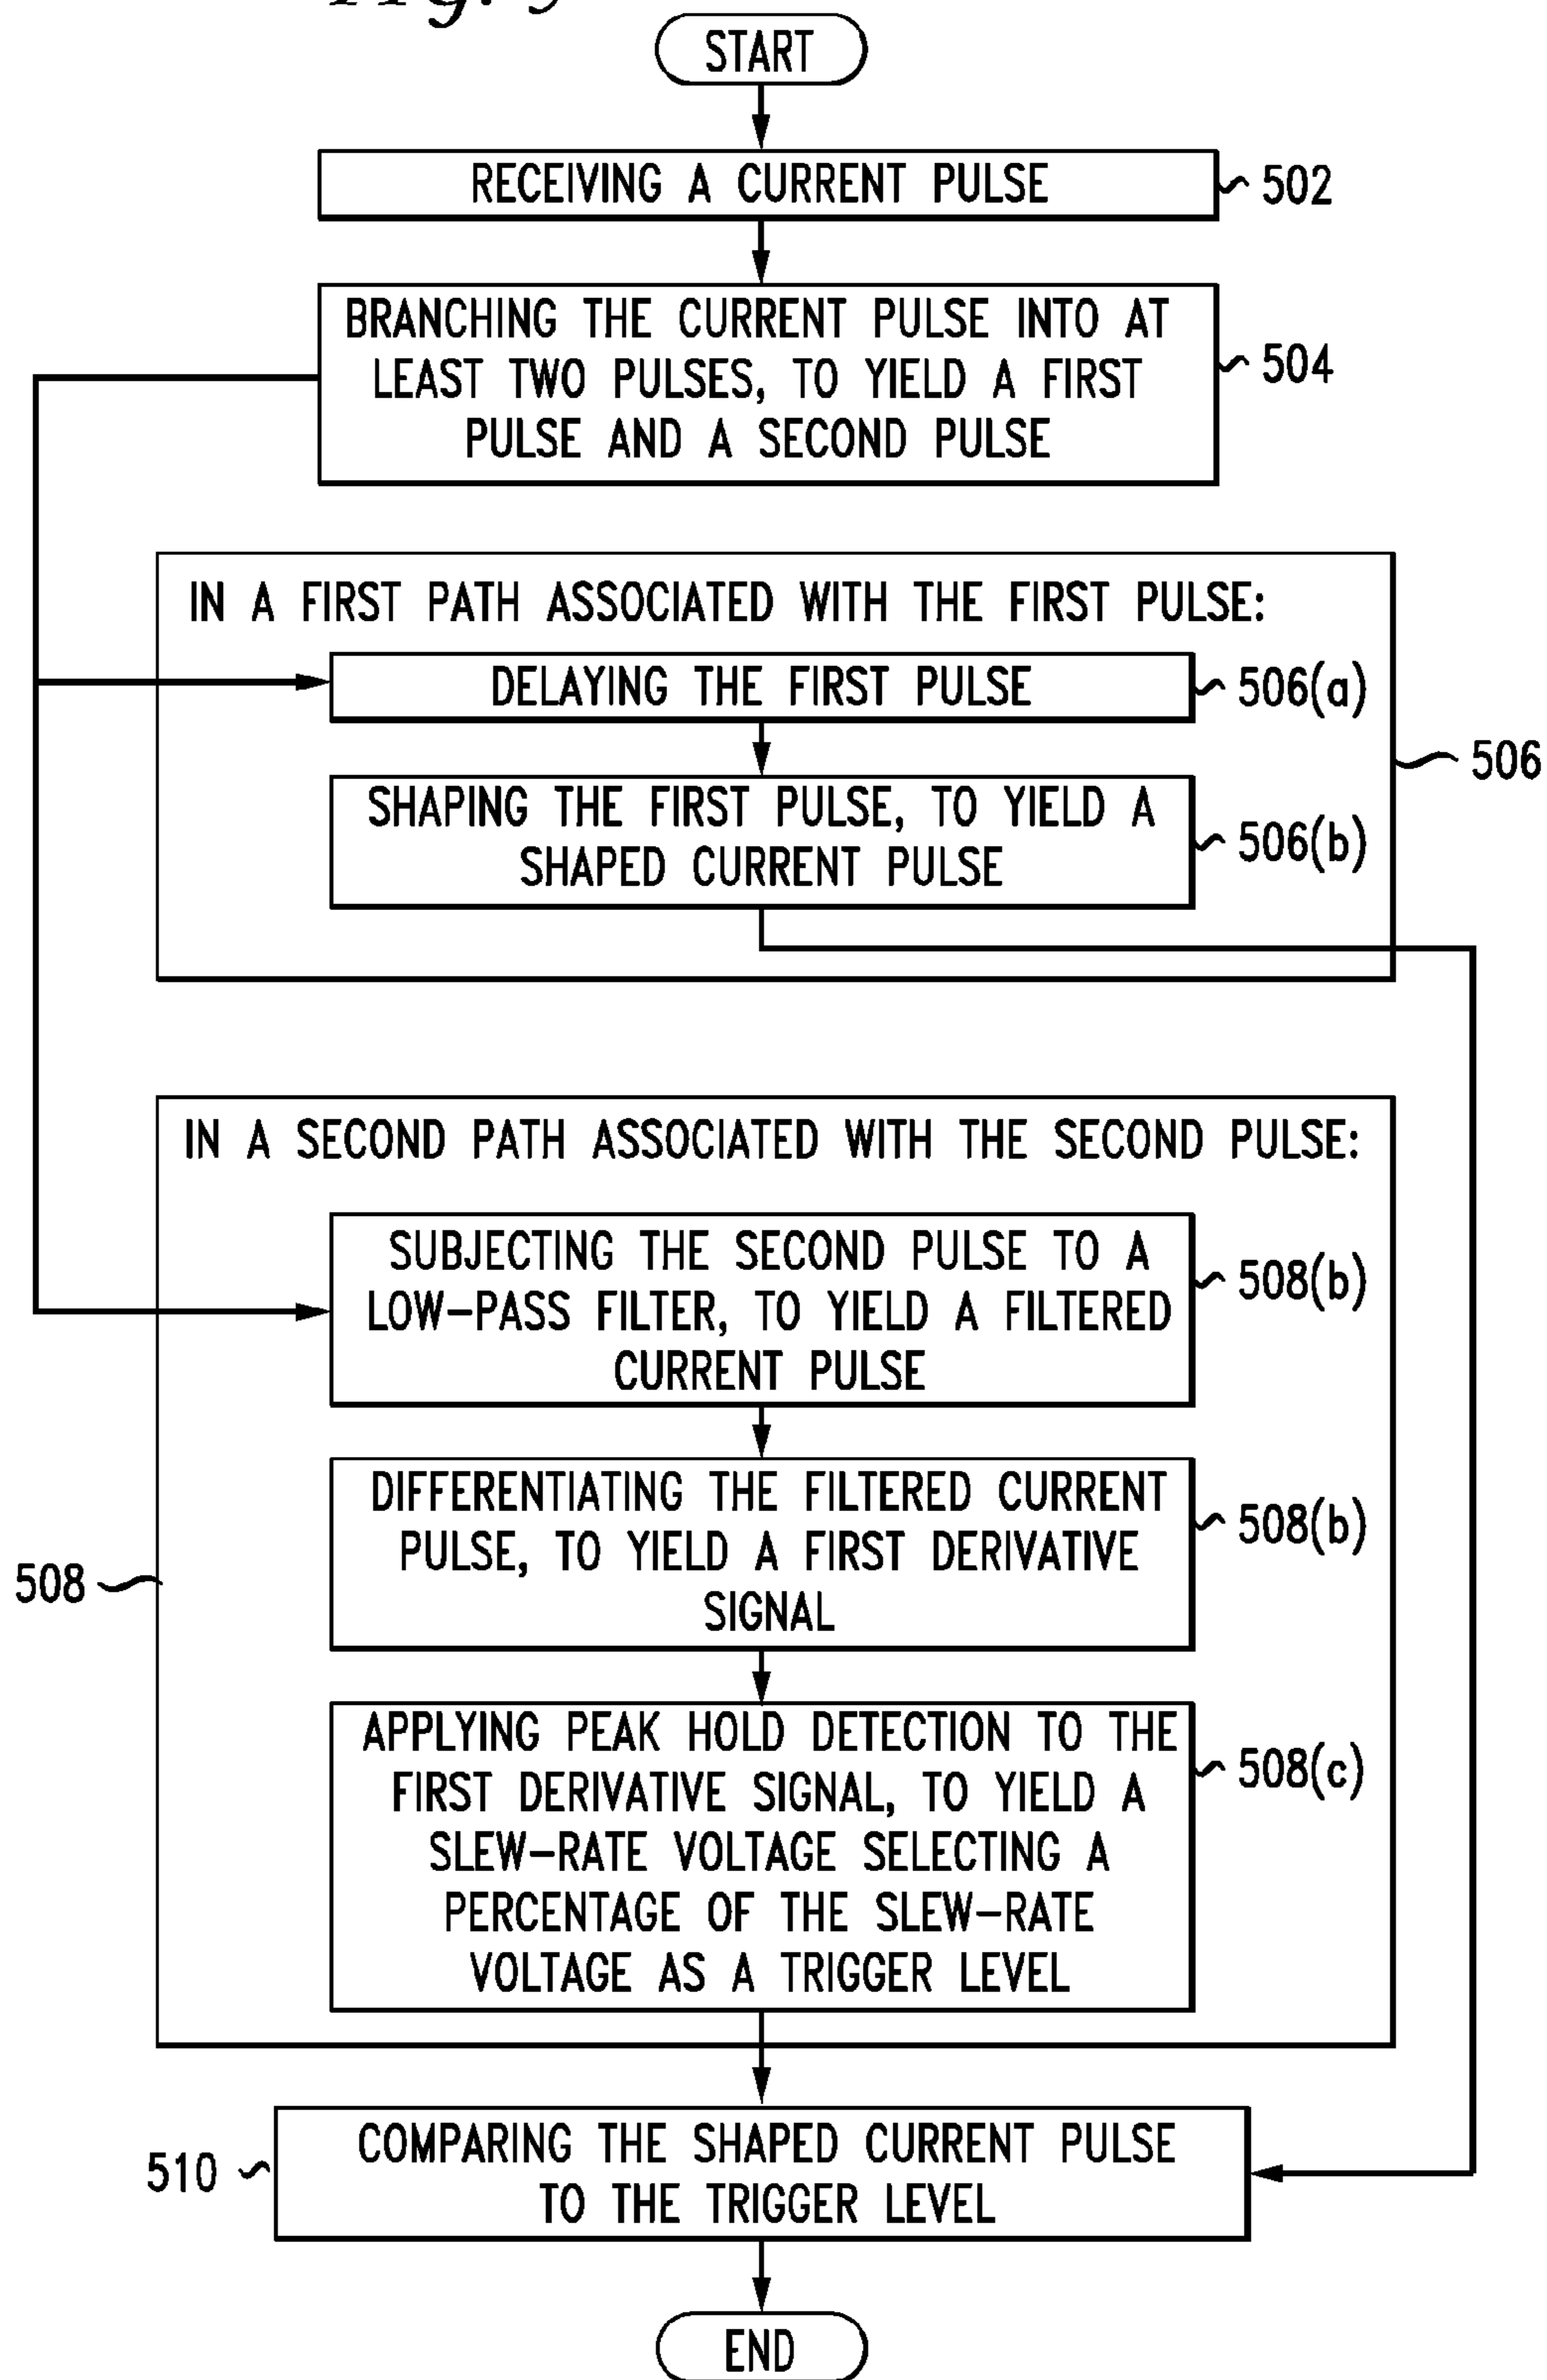 START
RECEIVING A CURRENT PULSE
502
BRANCHING THE CURRENT PULSE INTO AT
LEAST TWO PULSES, TO YIELD A FIRST
PULSE AND A SECOND PULSE
504
IN A FIRST PATH ASSOCIATED WITH THE FIRST PULSE:
DELAYING THE FIRST PULSE
506(a)
506
SHAPING THE FIRST PULSE, TO YIELD A
SHAPED CURRENT PULSE
506(b)
IN A SECOND PATH ASSOCIATED WITH THE SECOND PULSE:
SUBJECTING THE SECOND PULSE TO A
LOW-PASS FILTER, TO YIELD A FILTERED
CURRENT PULSE
508(b)
DIFFERENTIATING THE FILTERED CURRENT
PULSE, TO YIELD A FIRST DERIVATIVE
SIGNAL
508(b)
508
APPLYING PEAK HOLD DETECTION TO THE
FIRST DERIVATIVE SIGNAL, TO YIELD A
SLEW-RATE VOLTAGE SELECTING A
PERCENTAGE OF THE SLEW-RATE
VOLTAGE AS A TRIGGER LEVEL
508(c)
510
COMPARING THE SHAPED CURRENT PULSE
TO THE TRIGGER LEVEL
END